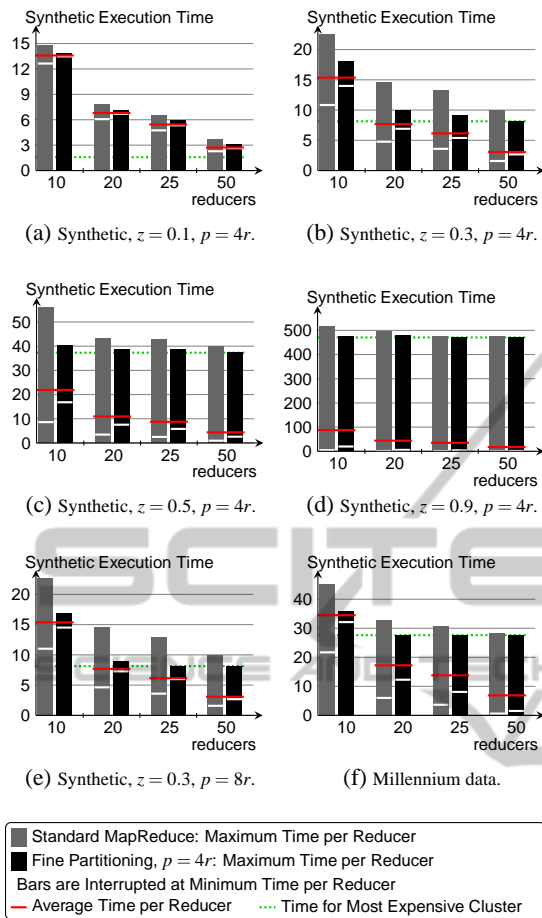 Synthetic Execution Time
15
12
9
6
3
0
10 20 25 50
reducers
(a) Synthetic, z = 0.1, p = 4r.
Synthetic Execution Time
20
15
10
5
0
10 20 25 50
reducers
(b) Synthetic, z = 0.3, p = 4r.
Synthetic Execution Time
50
40
30
20
10
0
10 20 25 50
reducers
(c) Synthetic, z = 0.5, p = 4r.
Synthetic Execution Time
500
400
300
200
100
0
10 20 25 50
reducers
(d) Synthetic, z = 0.9, p = 4r.
Synthetic Execution Time
20
15
10
5
0
10 20 25 50
reducers
(e) Synthetic, z = 0.3, p = 8r.
Synthetic Execution Time
40
30
20
10
0
10 20 25 50
reducers
(f) Millennium data.
Standard MapReduce: Maximum Time per Reducer
Fine Partitioning, p = 4r: Maximum Time per Reducer
Bars are Interrupted at Minimum Time per Reducer
Average Time per Reducer Time for Most Expensive Cluster